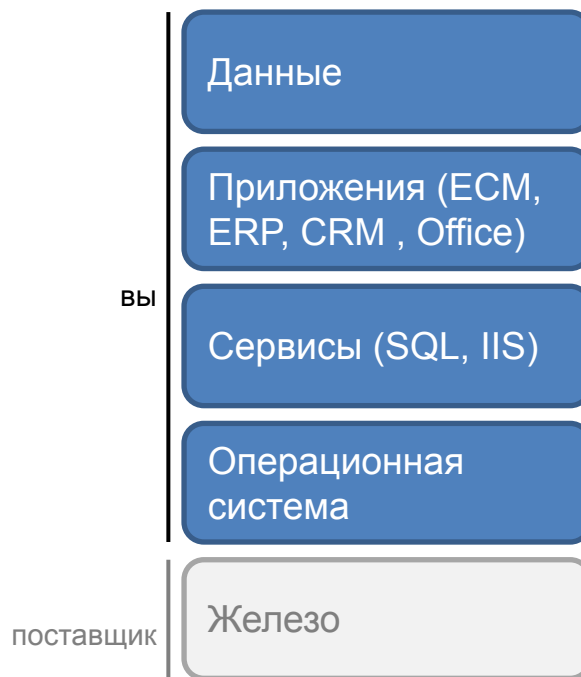 Данные
Приложения (ECM,
ERP, CRM , Office)
вы
Сервисы (SQL, IIS)
Операционная
система
Железо
поставщик